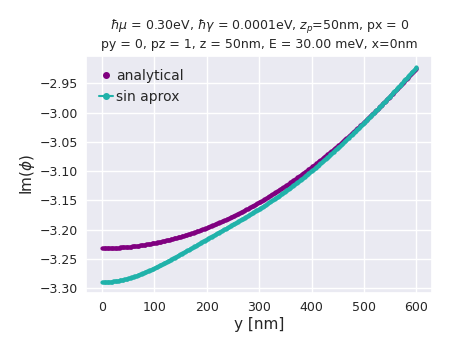 ℏμ = 0.30eV, ℏγ = 0.0001eV, zₚ=50nm, px = 0
py = 0, pz = 1, z = 50nm, E = 30.00 meV, x=0nm
analytical
sin aprox
Im(ϕ)
−2.95
−3.00
−3.05
−3.10
−3.15
−3.20
−3.25
−3.30
0 100 200 300 400 500 600
y [nm]